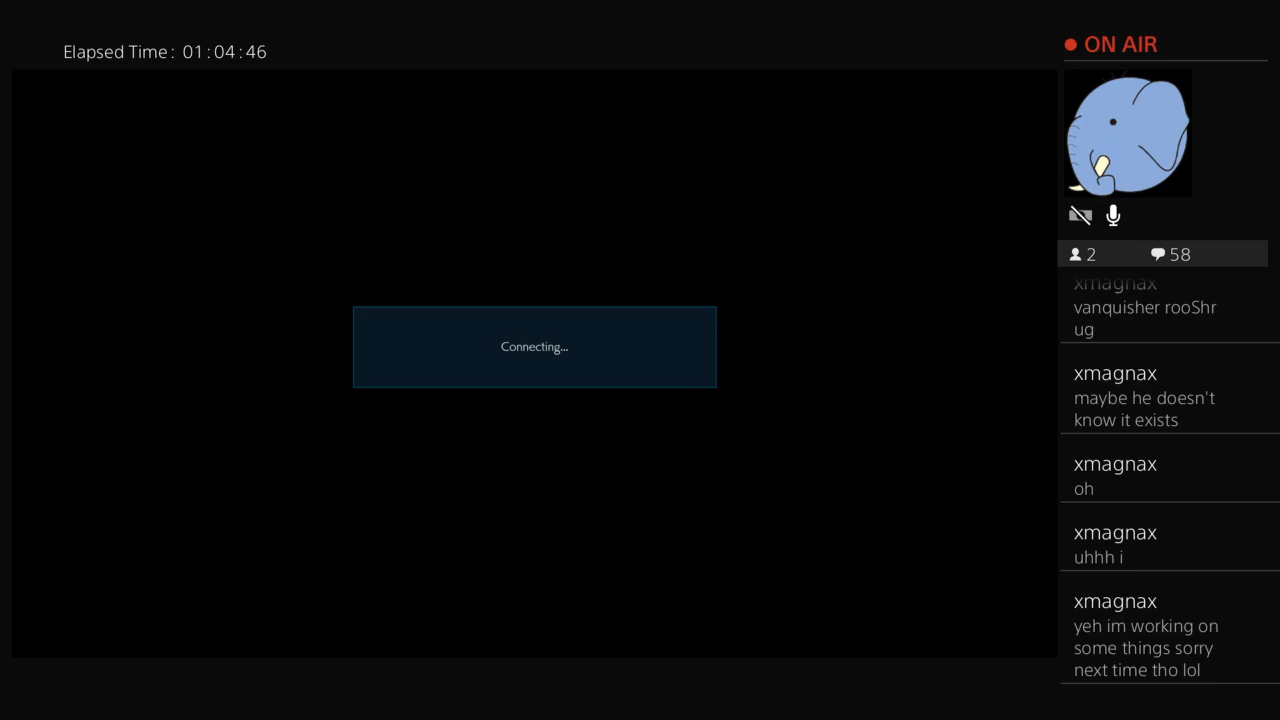 Elapsed Time: 01:04:46
ON AIR
Connecting...
2 58
xmagnax
vanquisher rooShr
ug
xmagnax
maybe he doesn't
know it exists
xmagnax
oh
xmagnax
uhhh i
xmagnax
yeh im working on
some things sorry
next time tho lol